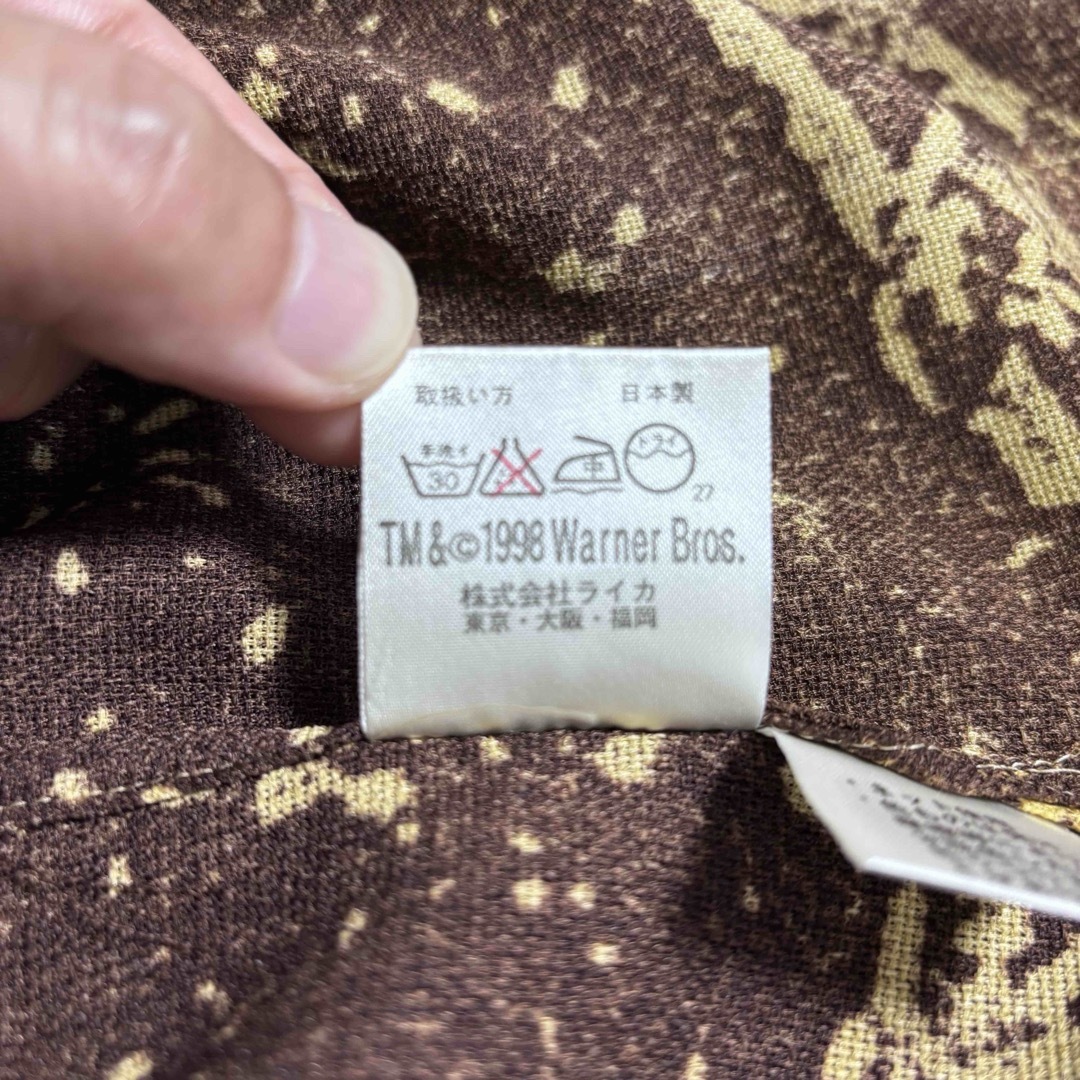 取扱い方 日本製
手洗イ 30 中 ドライ 27
TM&©1998 Warner Bros.
株式会社ライカ
東京・大阪・福岡